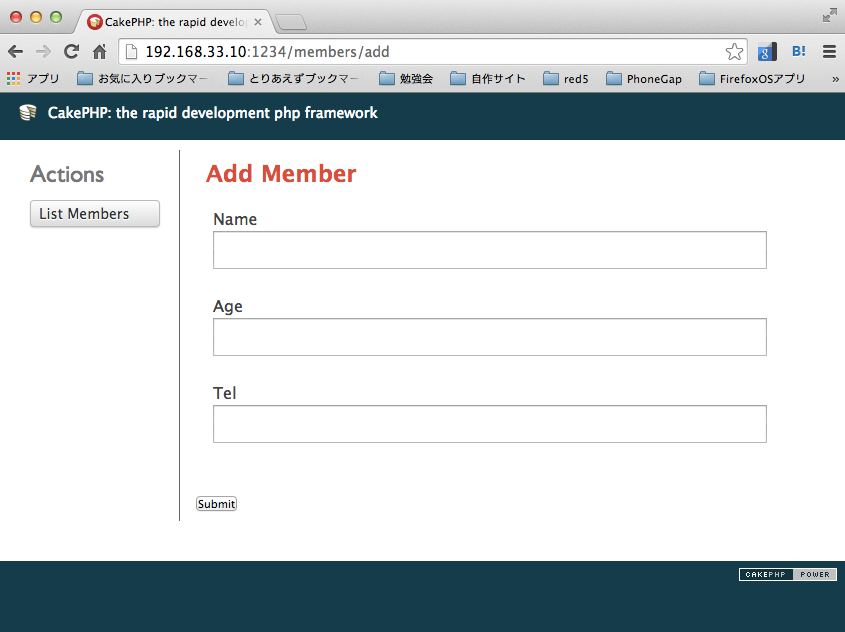 CakePHP: the rapid develo
192.168.33.10:1234/members/add
アプリ お気に入りブックマー とりあえずブックマー 勉強会 自作サイト red5 PhoneGap FirefoxOSアプリ »
CakePHP: the rapid development php framework
Actions
List Members
Add Member
Name
Age
Tel
Submit
CAKEPHP POWER